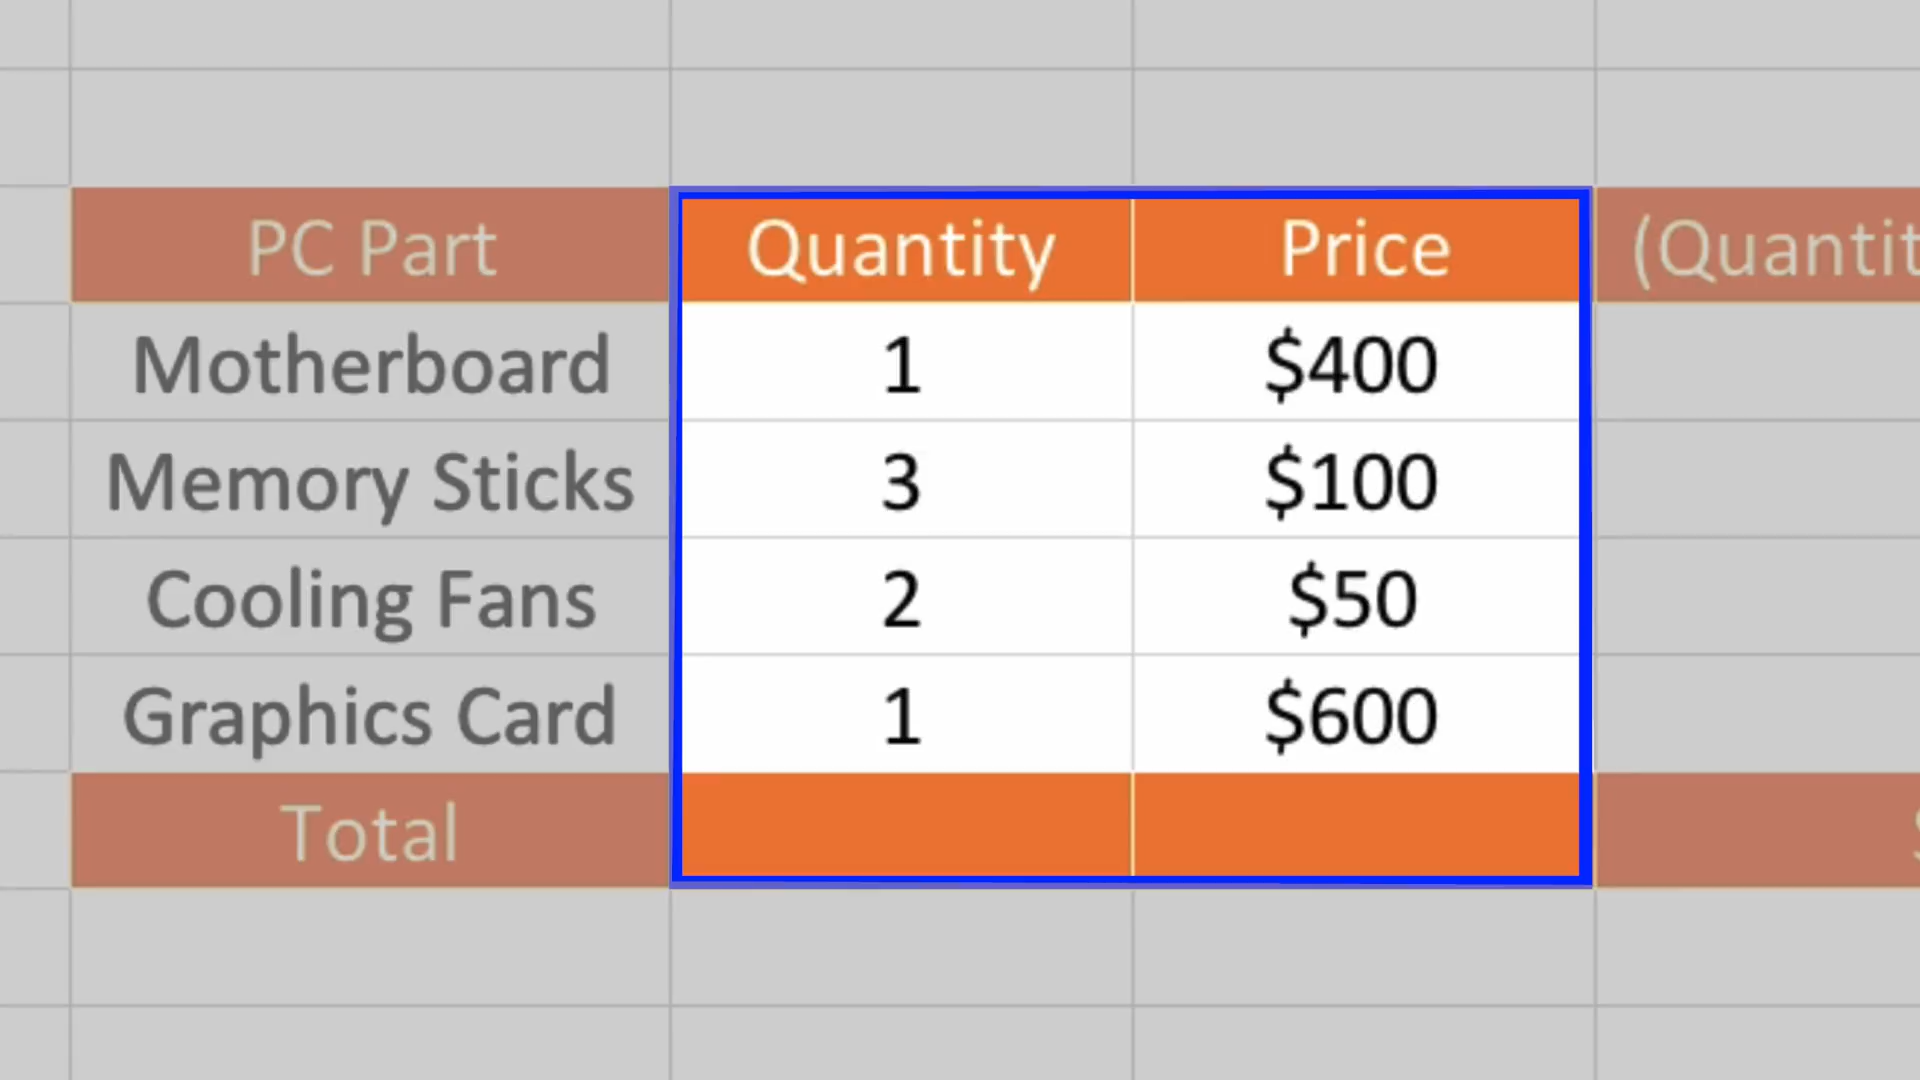 PC Part Quantity Price (Quantit
Motherboard 1 $400
Memory Sticks 3 $100
Cooling Fans 2 $50
Graphics Card 1 $600
Total